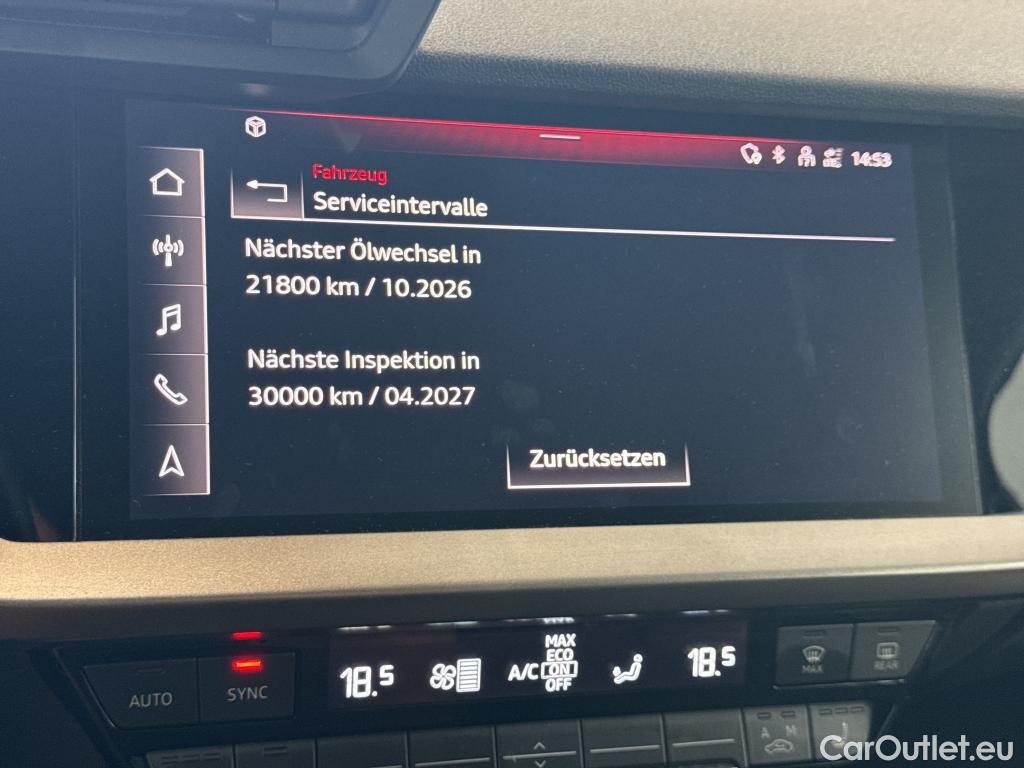 14:53
Fahrzeug
Serviceintervalle
Nächster Ölwechsel in
21800 km / 10.2026
Nächste Inspektion in
30000 km / 04.2027
Zurücksetzen
AUTO
SYNC
18.5
A/C
MAX
ECO
ON
OFF
18.5
MAX
REAR
A M
CarOutlet.eu